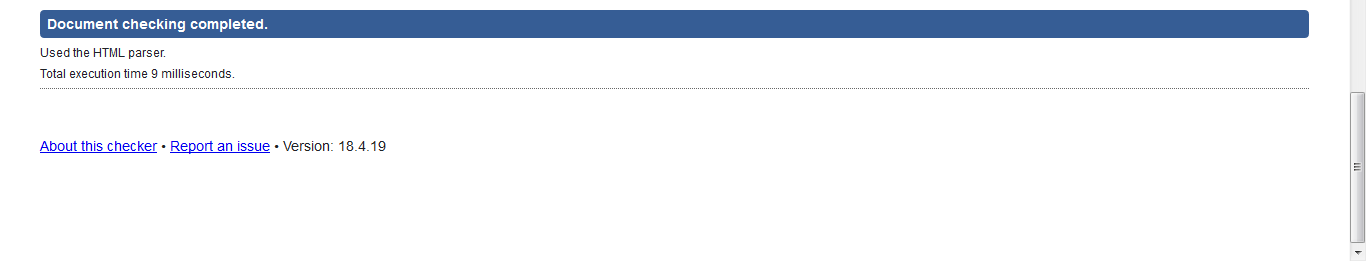 Document checking completed.
Used the HTML parser.
Total execution time 9 milliseconds.
About this checker • Report an issue • Version: 18.4.19